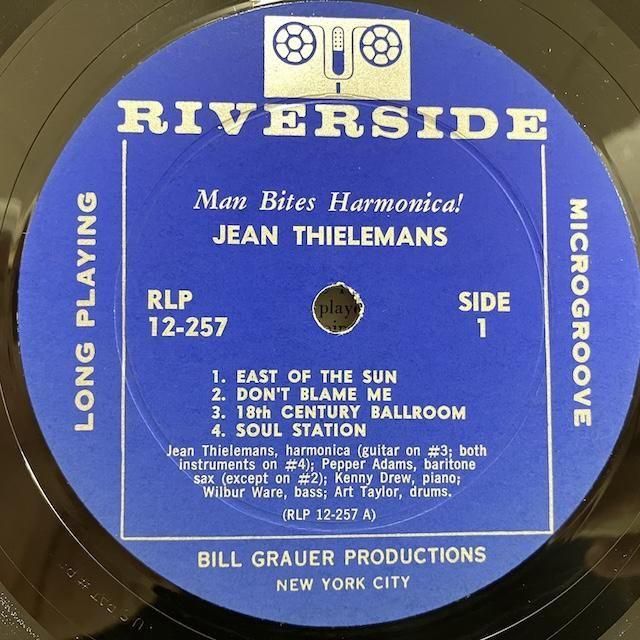 RIVERSIDE
Man Bites Harmonica!
JEAN THIELEMANS
LONG PLAYING
MICROGROOVE
RLP
12-257
SIDE
1
playe
1. EAST OF THE SUN
2. DON'T BLAME ME
3. 18th CENTURY BALLROOM
4. SOUL STATION
Jean Thielemans, harmonica (guitar on #3; both
instruments on #4); Pepper Adams, baritone
sax (except on #2); Kenny Drew, piano;
Wilbur Ware, bass; Art Taylor, drums.
(RLP 12-257 A)
BILL GRAUER PRODUCTIONS
NEW YORK CITY